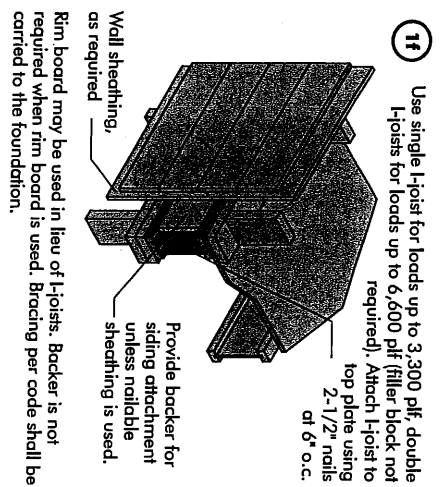 1f
Use single I-joist for loads up to 3,300 plf, double
I-joists for loads up to 6,600 plf (filler block not
required). Attach I-joist to
top plate using
2-1/2" nails
at 6" o.c.
Wall sheathing,
as required
Provide backer for
siding attachment
unless nailable
sheathing is used.
Rim board may be used in lieu of I-joists. Backer is not
required when rim board is used. Bracing per code shall be
carried to the foundation.